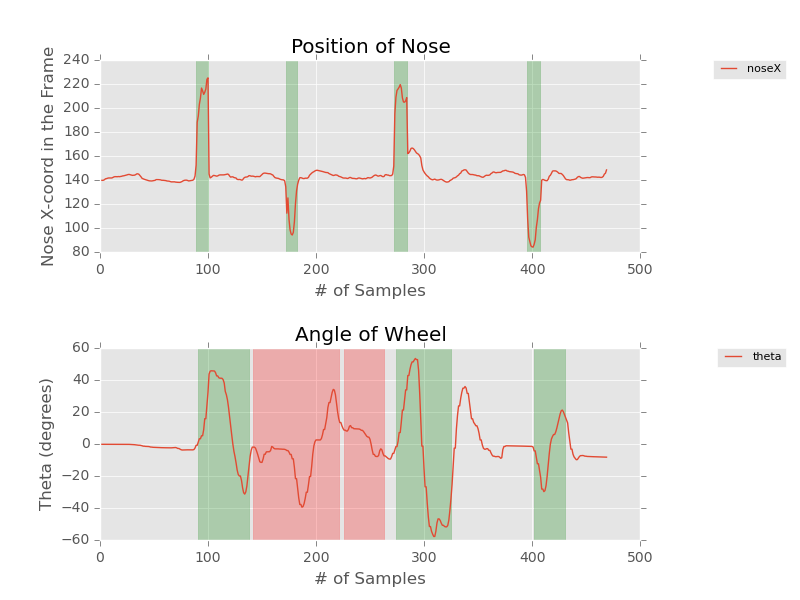 Position of Nose
240
220
200
180
160
140
120
100
80
Nose X-coord in the Frame
0 100 200 300 400 500
# of Samples
noseX
Angle of Wheel
60
40
20
0
−20
−40
−60
Theta (degrees)
0 100 200 300 400 500
# of Samples
theta